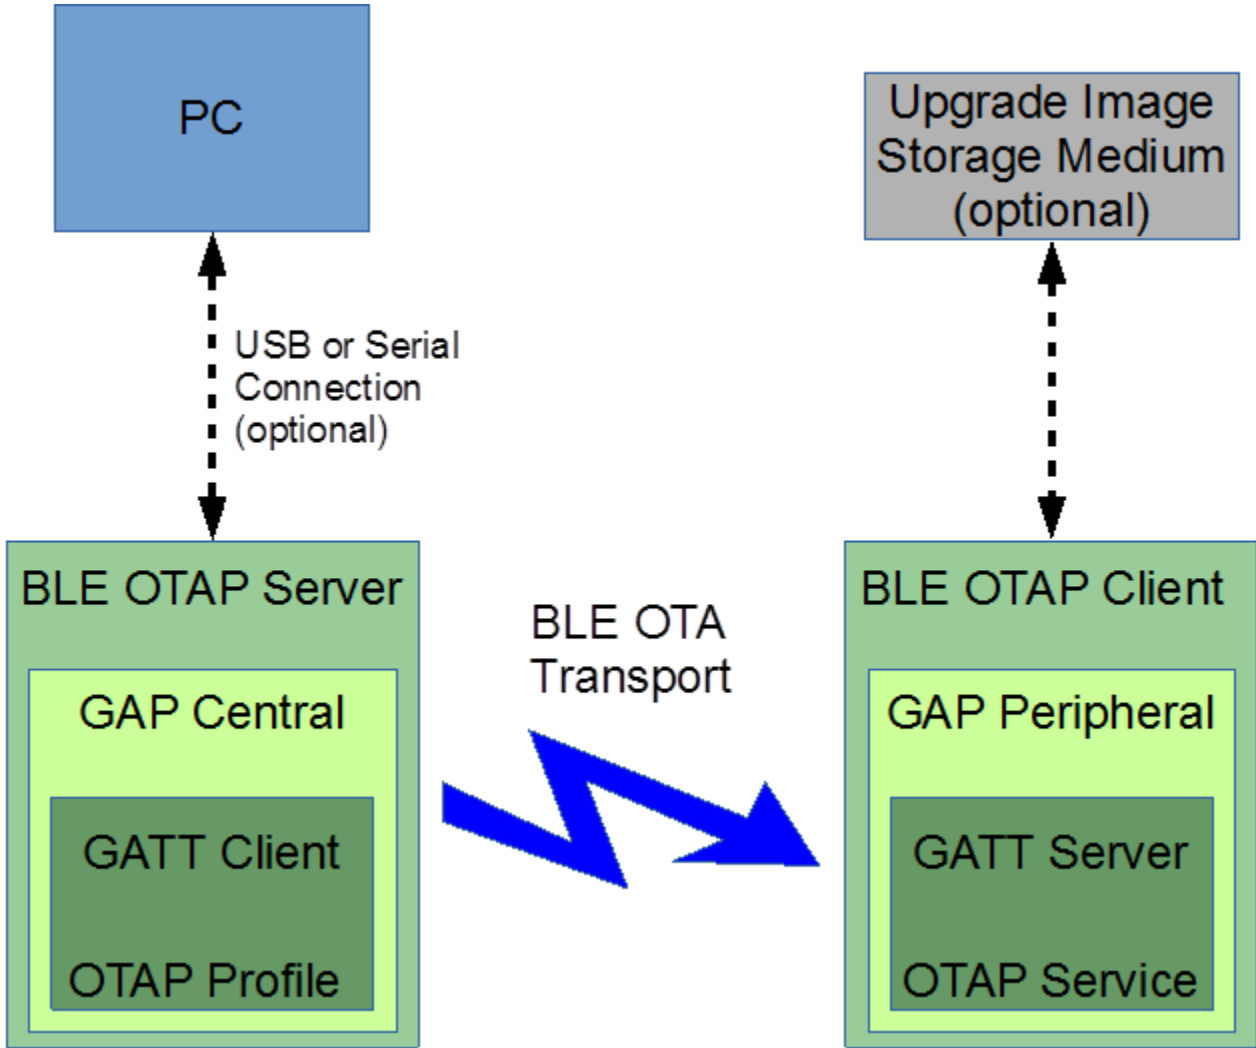 PC
Upgrade Image
Storage Medium
(optional)
USB or Serial
Connection
(optional)
BLE OTAP Server
GAP Central
GATT Client
OTAP Profile
BLE OTA
Transport
BLE OTAP Client
GAP Peripheral
GATT Server
OTAP Service